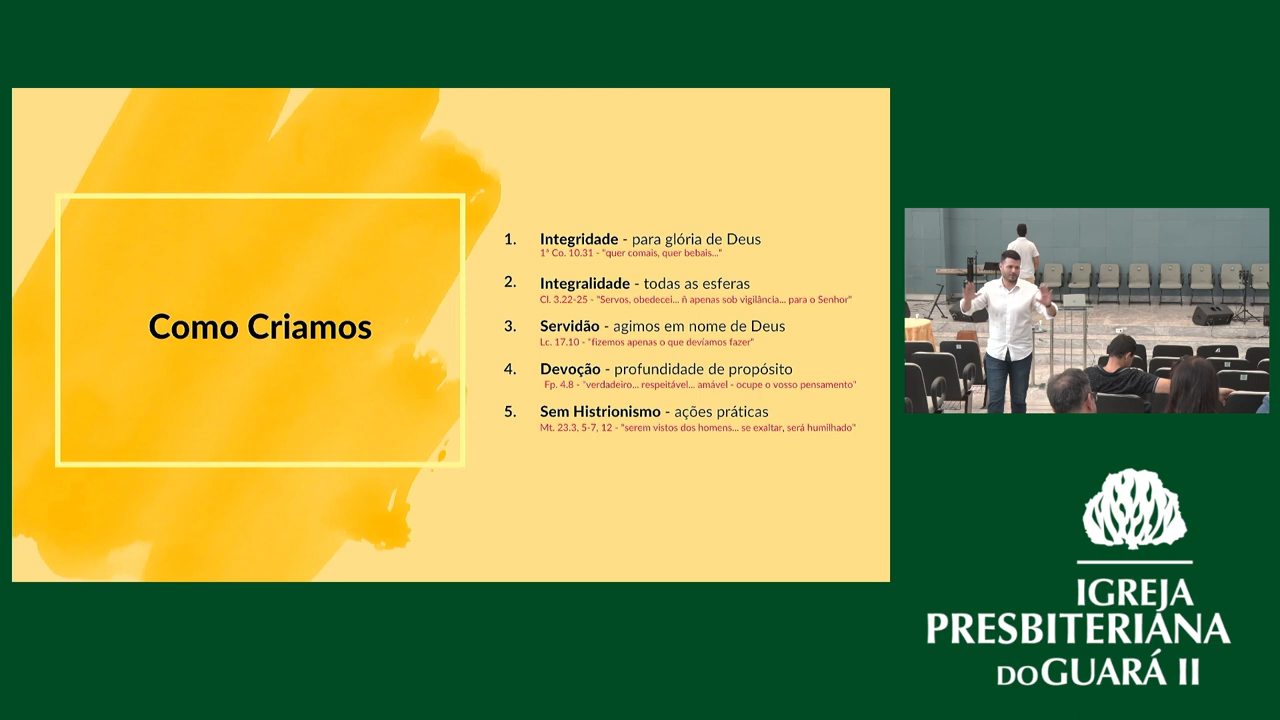 Como Criamos
1. Integridade - para glória de Deus
1ª Co. 10.31 - "quer comais, quer bebais..."
2. Integralidade - todas as esferas
Cl. 3.22-25 - "Servos, obedecei... ñ apenas sob vigilância... para o Senhor"
3. Servidão - agimos em nome de Deus
Lc. 17.10 - "fizemos apenas o que devíamos fazer"
4. Devoção - profundidade de propósito
Fp. 4.8 - "verdadeiro... respeitável... amável - ocupe o vosso pensamento"
5. Sem Histrionismo - ações práticas
Mt. 23.3, 5-7, 12 - "serem vistos dos homens... se exaltar, será humilhado"
IGREJA
PRESBITERIANA
DO GUARÁ II